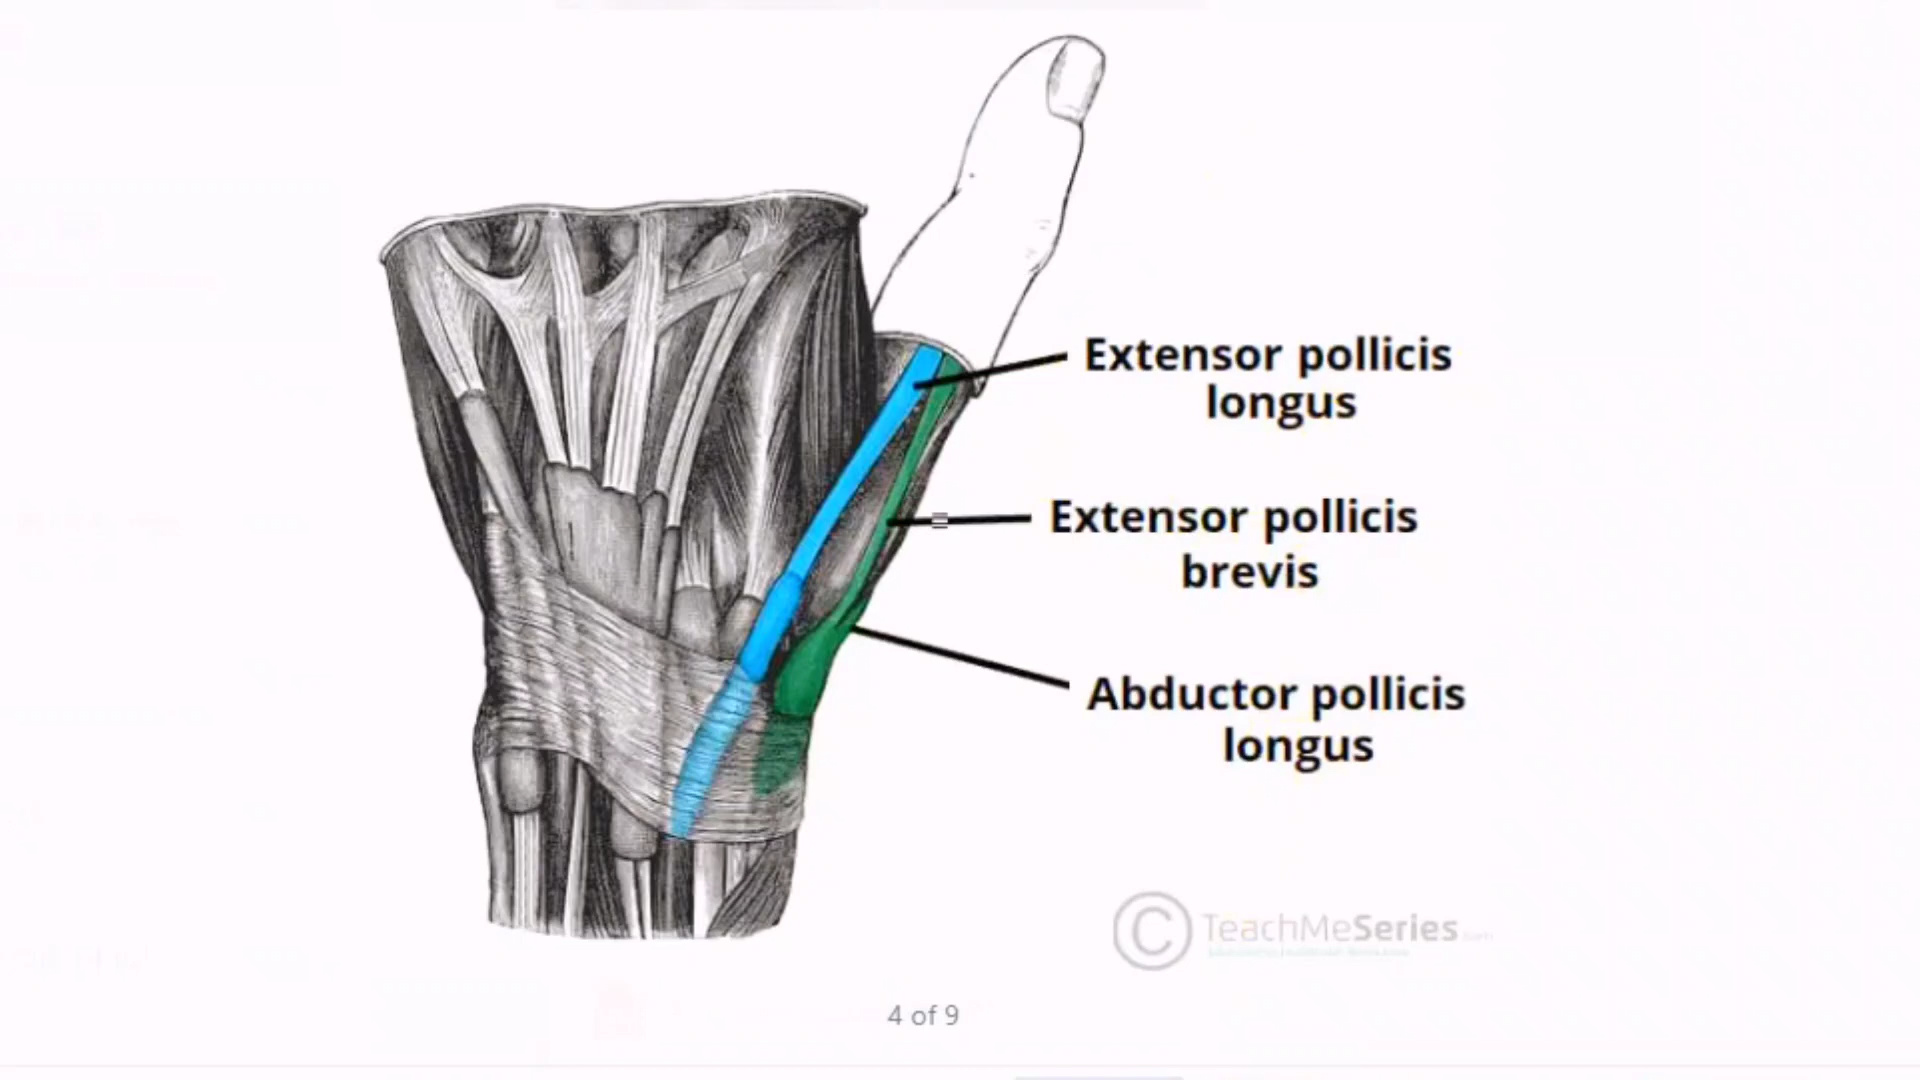 Extensor pollicis
longus
Extensor pollicis
brevis
Abductor pollicis
longus
© TeachMeSeries
4 of 9